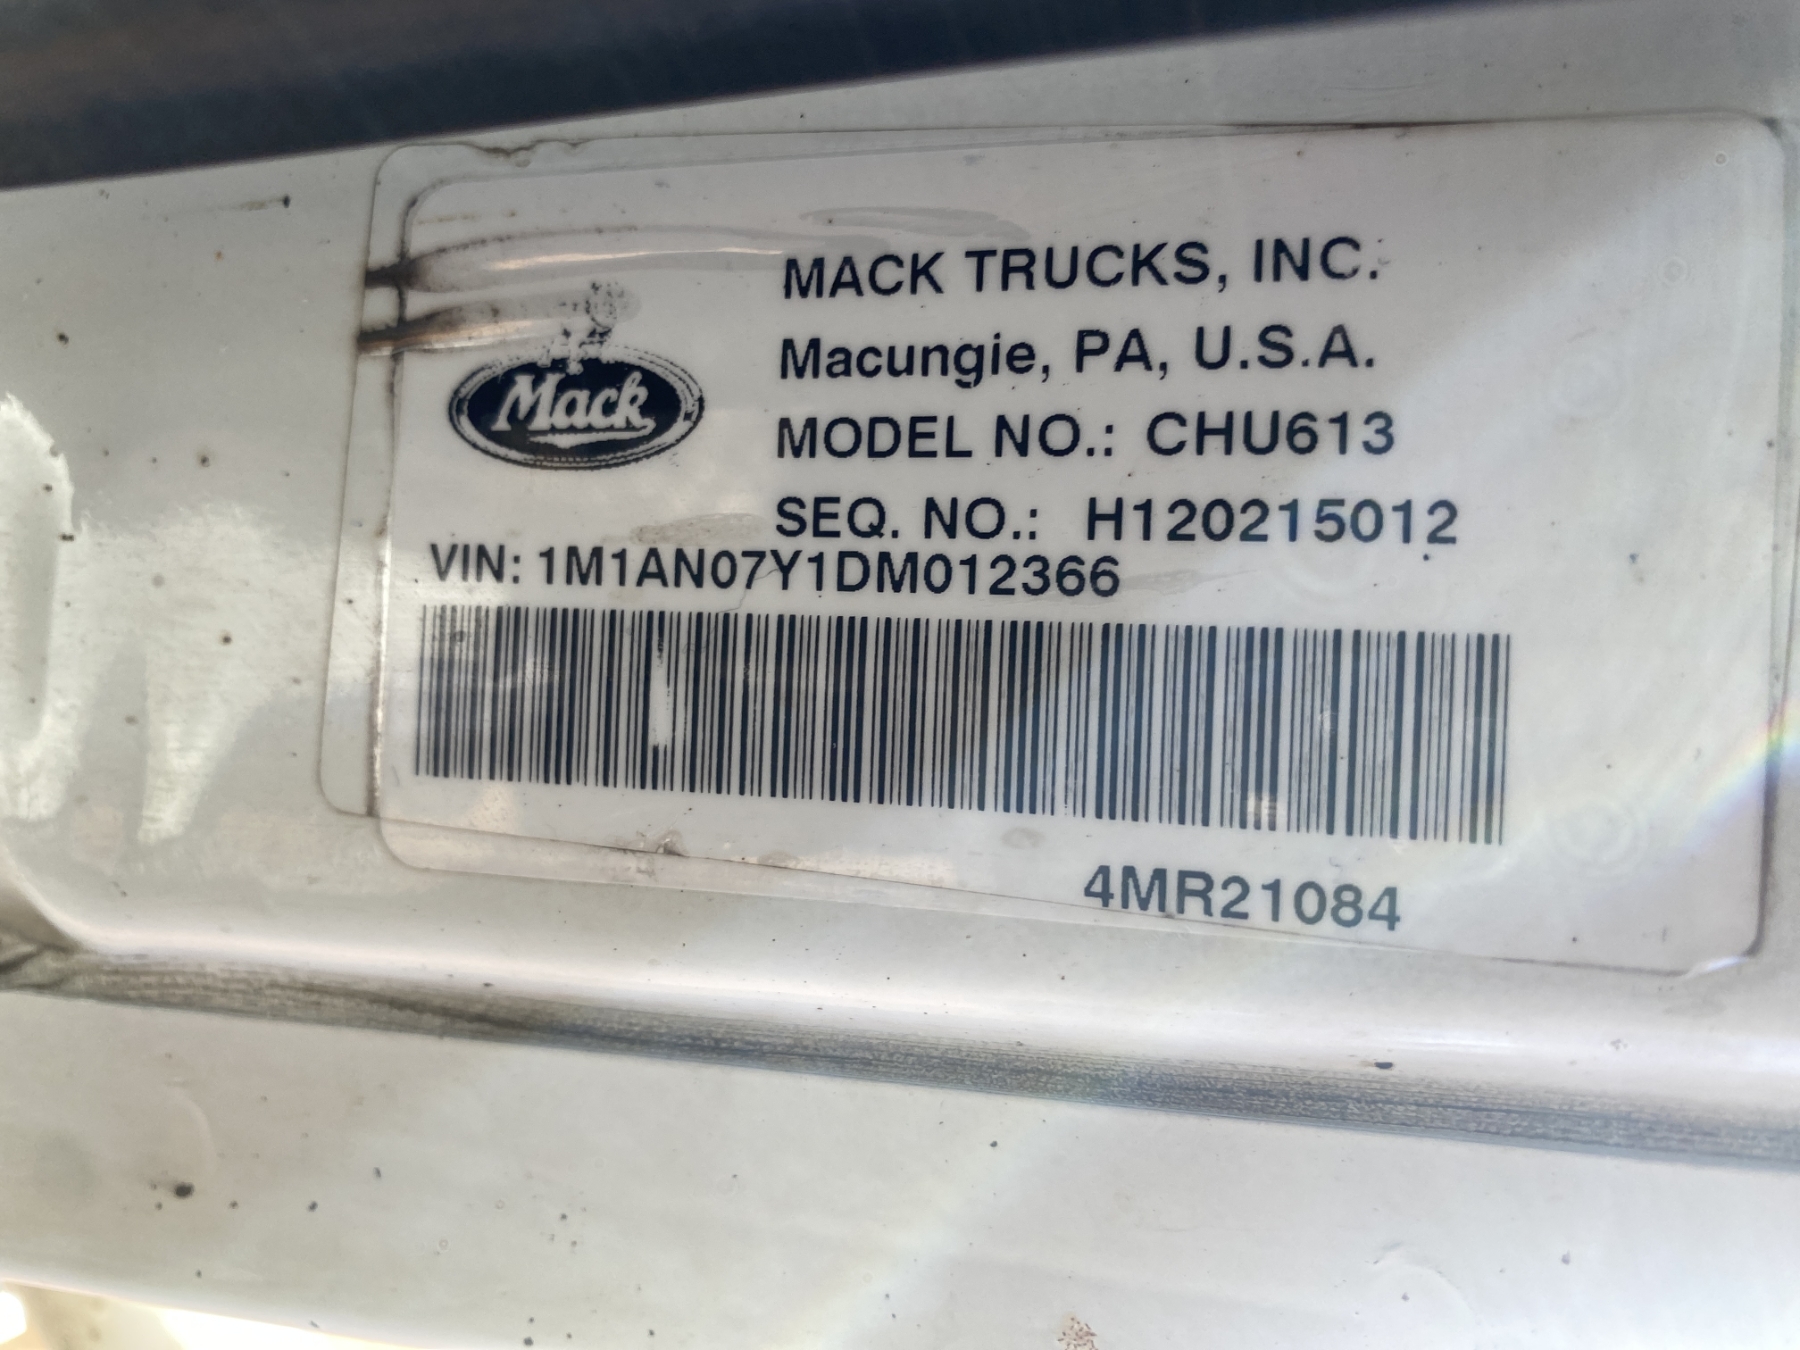 MACK TRUCKS, INC.
Macungie, PA, U.S.A.
Mack
MODEL NO.: CHU613
SEQ. NO.: H120215012
VIN: 1M1AN07Y1DM012366
4MR21084